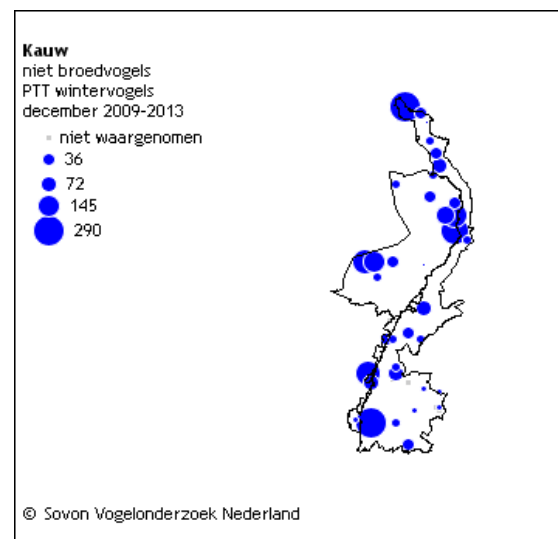 Kauw
niet broedvogels
PTT wintervogels
december 2009-2013
niet waargenomen
36
72
145
290
© Sovon Vogelonderzoek Nederland